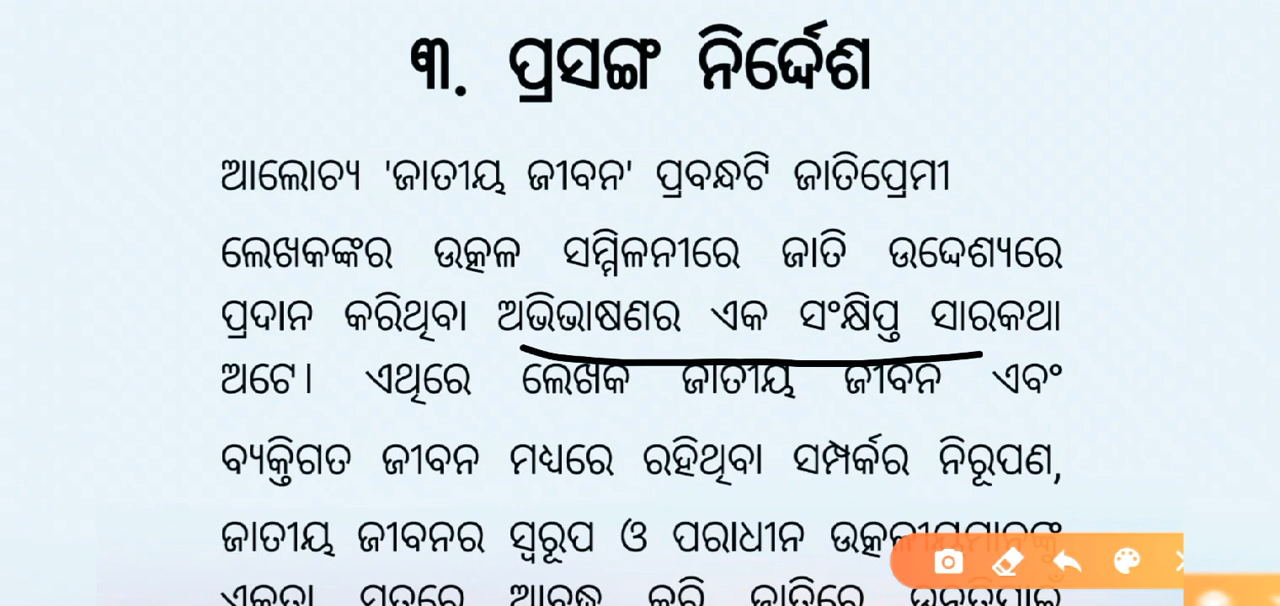 ୩. ପ୍ରସଙ୍ଗ ନିର୍ଦ୍ଦେଶ
ଆଲୋଚ୍ୟ 'ଜାତୀୟ ଜୀବନ' ପ୍ରବନ୍ଧଟି ଜାତିପ୍ରେମୀ
ଲେଖକଙ୍କର ଉତ୍କଳ ସମ୍ମିଳନୀରେ ଜାତି ଉଦ୍ଦେଶ୍ୟରେ
ପ୍ରଦାନ କରିଥିବା ଅଭିଭାଷଣର ଏକ ସଂକ୍ଷିପ୍ତ ସାରକଥା
ଅଟେ। ଏଥିରେ ଲେଖକ ଜାତୀୟ ଜୀବନ ଏବଂ
ବ୍ୟକ୍ତିଗତ ଜୀବନ ମଧ୍ୟରେ ରହିଥିବା ସମ୍ପର୍କର ନିରୂପଣ,
ଜାତୀୟ ଜୀବନର ସ୍ୱରୂପ ଓ ପରାଧୀନ